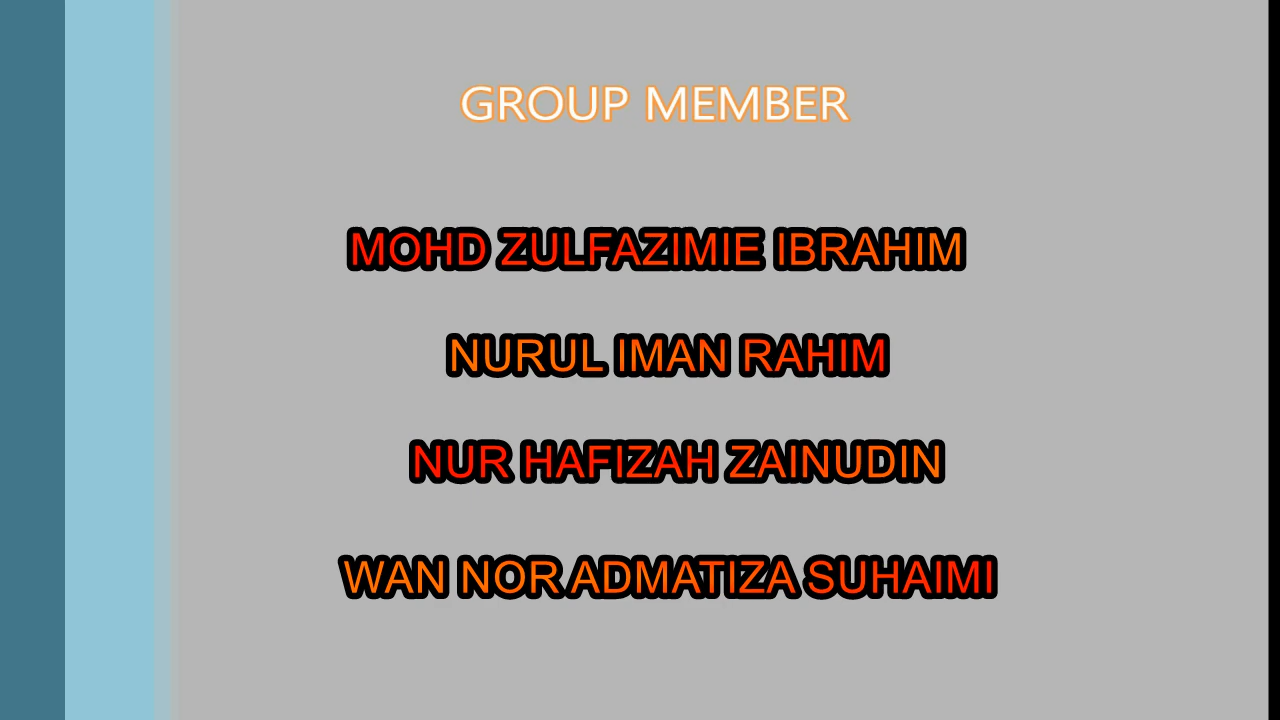 GROUP MEMBER
MOHD ZULFAZIMIE IBRAHIM
NURUL IMAN RAHIM
NUR HAFIZAH ZAINUDIN
WAN NOR ADMATIZA SUHAIMI